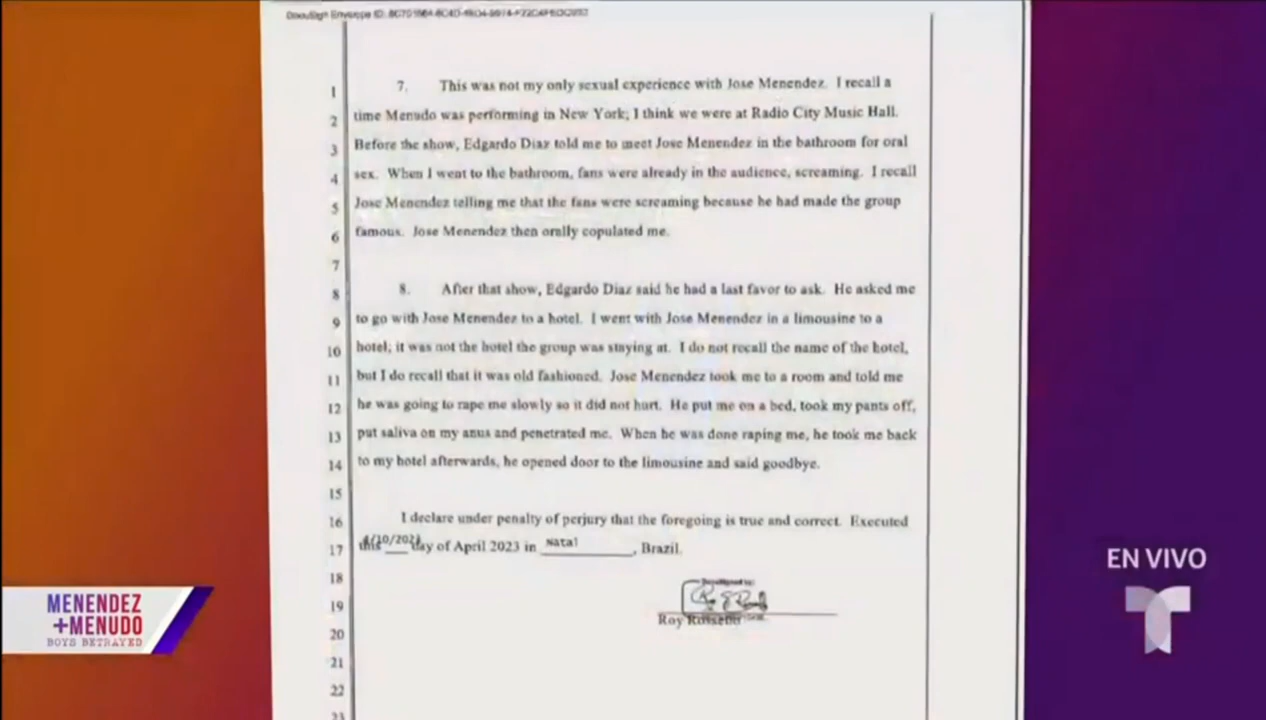 DocuSign Envelope ID:
1 7. This was not my only sexual experience with Jose Menendez. I recall a
2 time Menudo was performing in New York; I think we were at Radio City Music Hall.
3 Before the show, Edgardo Diaz told me to meet Jose Menendez in the bathroom for oral
4 sex. When I went to the bathroom, fans were already in the audience, screaming. I recall
5 Jose Menendez telling me that the fans were screaming because he had made the group
6 famous. Jose Menendez then orally copulated me.
7
8 8. After that show, Edgardo Diaz said he had a last favor to ask. He asked me
9 to go with Jose Menendez to a hotel. I went with Jose Menendez in a limousine to a
10 hotel; it was not the hotel the group was staying at. I do not recall the name of the hotel,
11 but I do recall that it was old fashioned. Jose Menendez took me to a room and told me
12 he was going to rape me slowly so it did not hurt. He put me on a bed, took my pants off,
13 put saliva on my anus and penetrated me. When he was done raping me, he took me back
14 to my hotel afterwards, he opened door to the limousine and said goodbye.
15
16 I declare under penalty of perjury that the foregoing is true and correct. Executed
17 this day of April 2023 in Natal, Brazil.
18
DocuSigned by:
19
Roy Rossello
20
21
22
23
EN VIVO
MENENDEZ
+MENUDO
BOYS BETRAYED